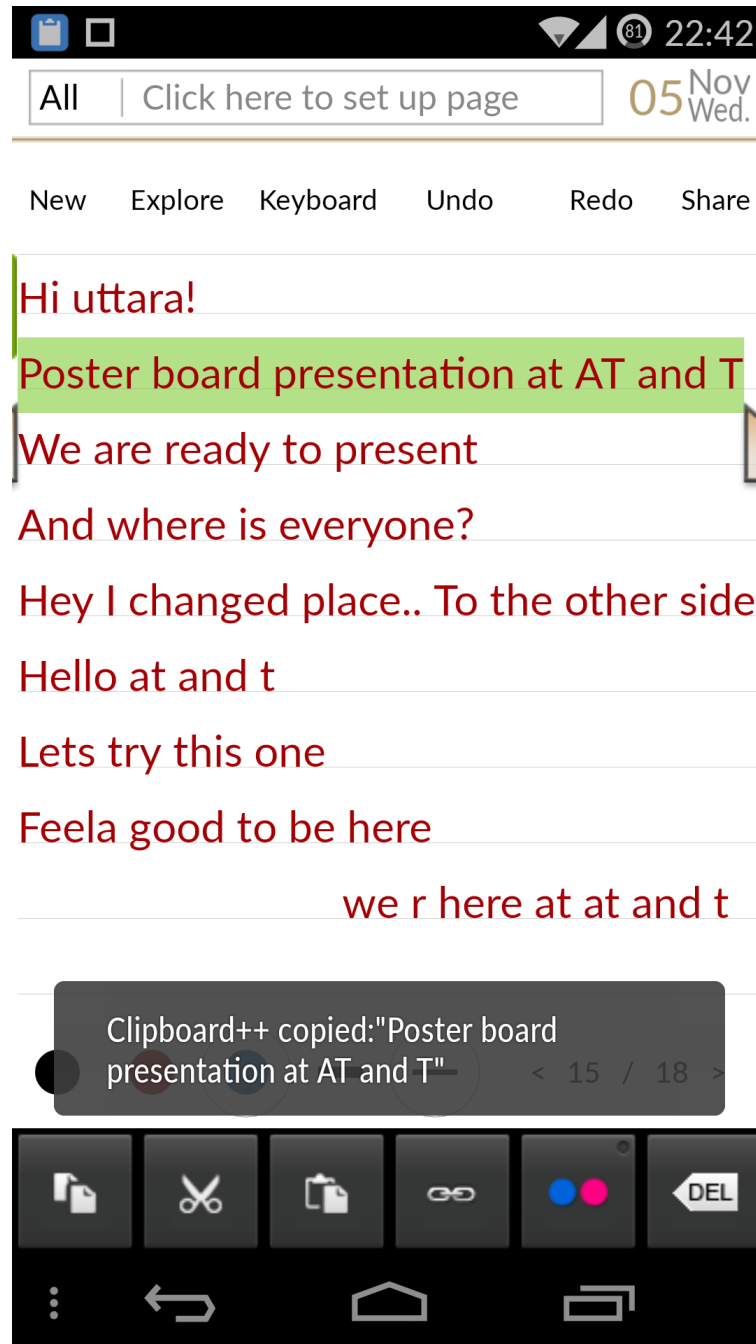 81 22:42
All Click here to set up page 05 Nov Wed.
New Explore Keyboard Undo Redo Share
Hi uttara!
Poster board presentation at AT and T
We are ready to present
And where is everyone?
Hey I changed place.. To the other side
Hello at and t
Lets try this one
Feela good to be here
we r here at at and t
Clipboard++ copied:"Poster board
presentation at AT and T"
< 15 / 18 >
DEL